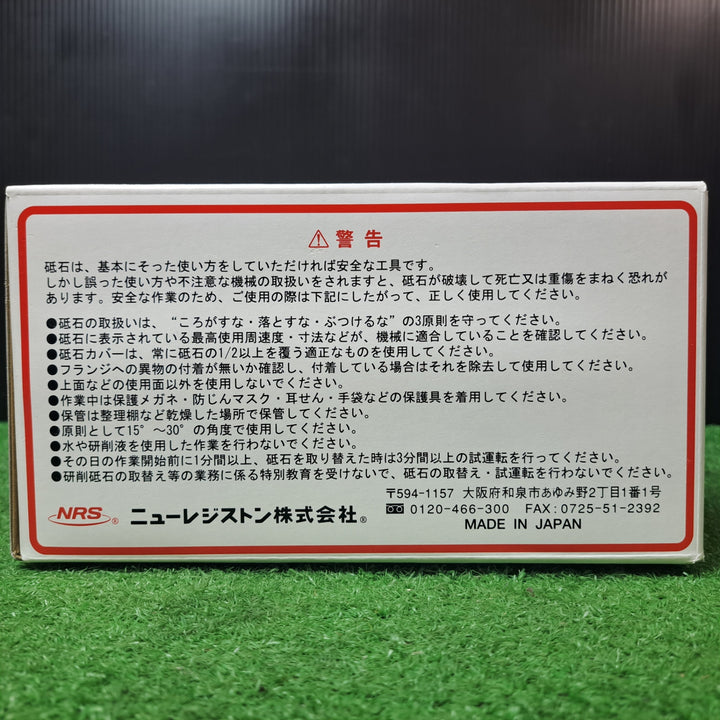 ⚠ 警告
砥石は、基本にそった使い方をしていただければ安全な工具です。
しかし誤った使い方や不注意な機械の取扱いをされますと、砥石が破壊して死亡又は重傷をまねく恐れが
あります。安全な作業のため、ご使用の際は下記にしたがって、正しく使用してください。
●砥石の取扱いは、“ころがすな・落とすな・ぶつけるな”の3原則を守ってください。
●砥石に表示されている最高使用周速度・寸法などが、機械に適合していることを確認してください。
●砥石カバーは、常に砥石の1/2以上を覆う適正なものを使用してください。
●フランジへの異物の付着が無いか確認し、付着している場合はそれを除去して使用してください。
●上面などの使用面以外を使用しないでください。
●作業中は保護メガネ・防じんマスク・耳せん・手袋などの保護具を着用してください。
●保管は整理棚など乾燥した場所で保管してください。
●原則として15°〜30°の角度で使用してください。
●水や研削液を使用した作業を行わないでください。
●その日の作業開始前に1分間以上、砥石を取り替えた時は3分間以上の試運転を行ってください。
●研削砥石の取替え等の業務に係る特別教育を受けないで、砥石の取替え・試運転を行わないでください。
NRS® ニューレジストン株式会社®
〒594-1157 大阪府和泉市あゆみ野2丁目1番1号
0120-466-300 FAX:0725-51-2392
MADE IN JAPAN